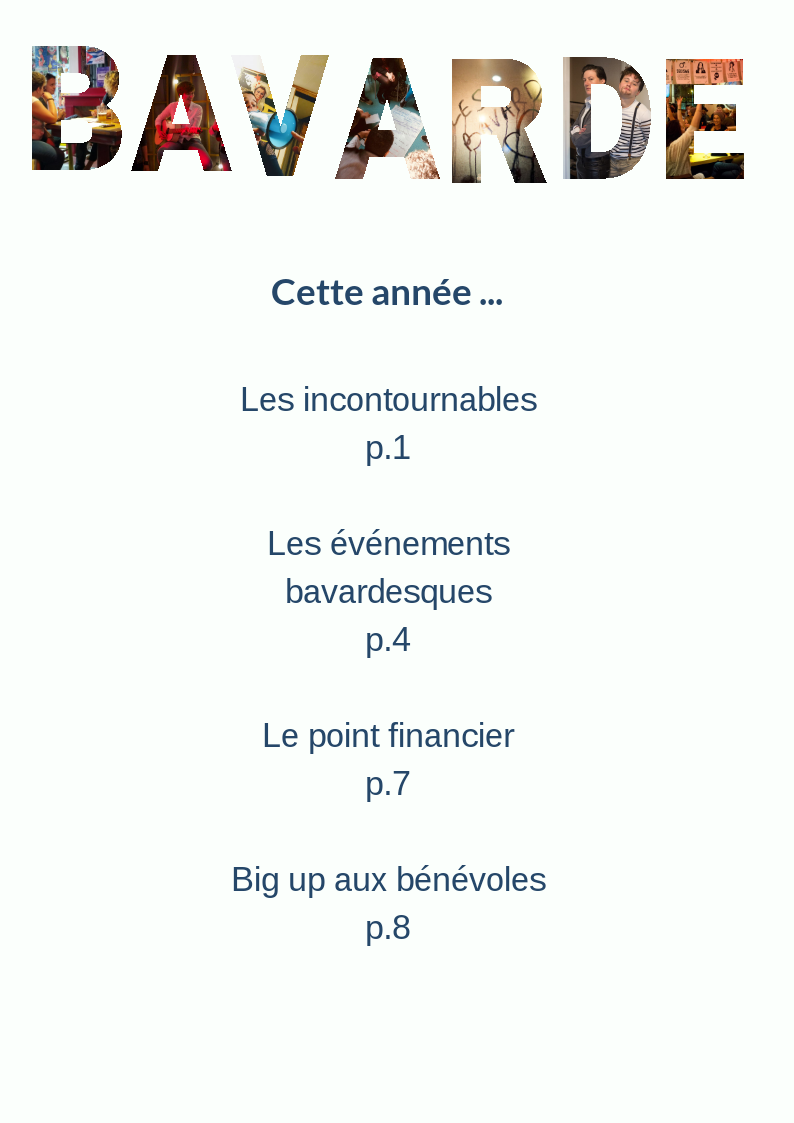 BAVARDE
Cette année ...
Les incontournables
p.1
Les événements
bavardesques
p.4
Le point financier
p.7
Big up aux bénévoles
p.8